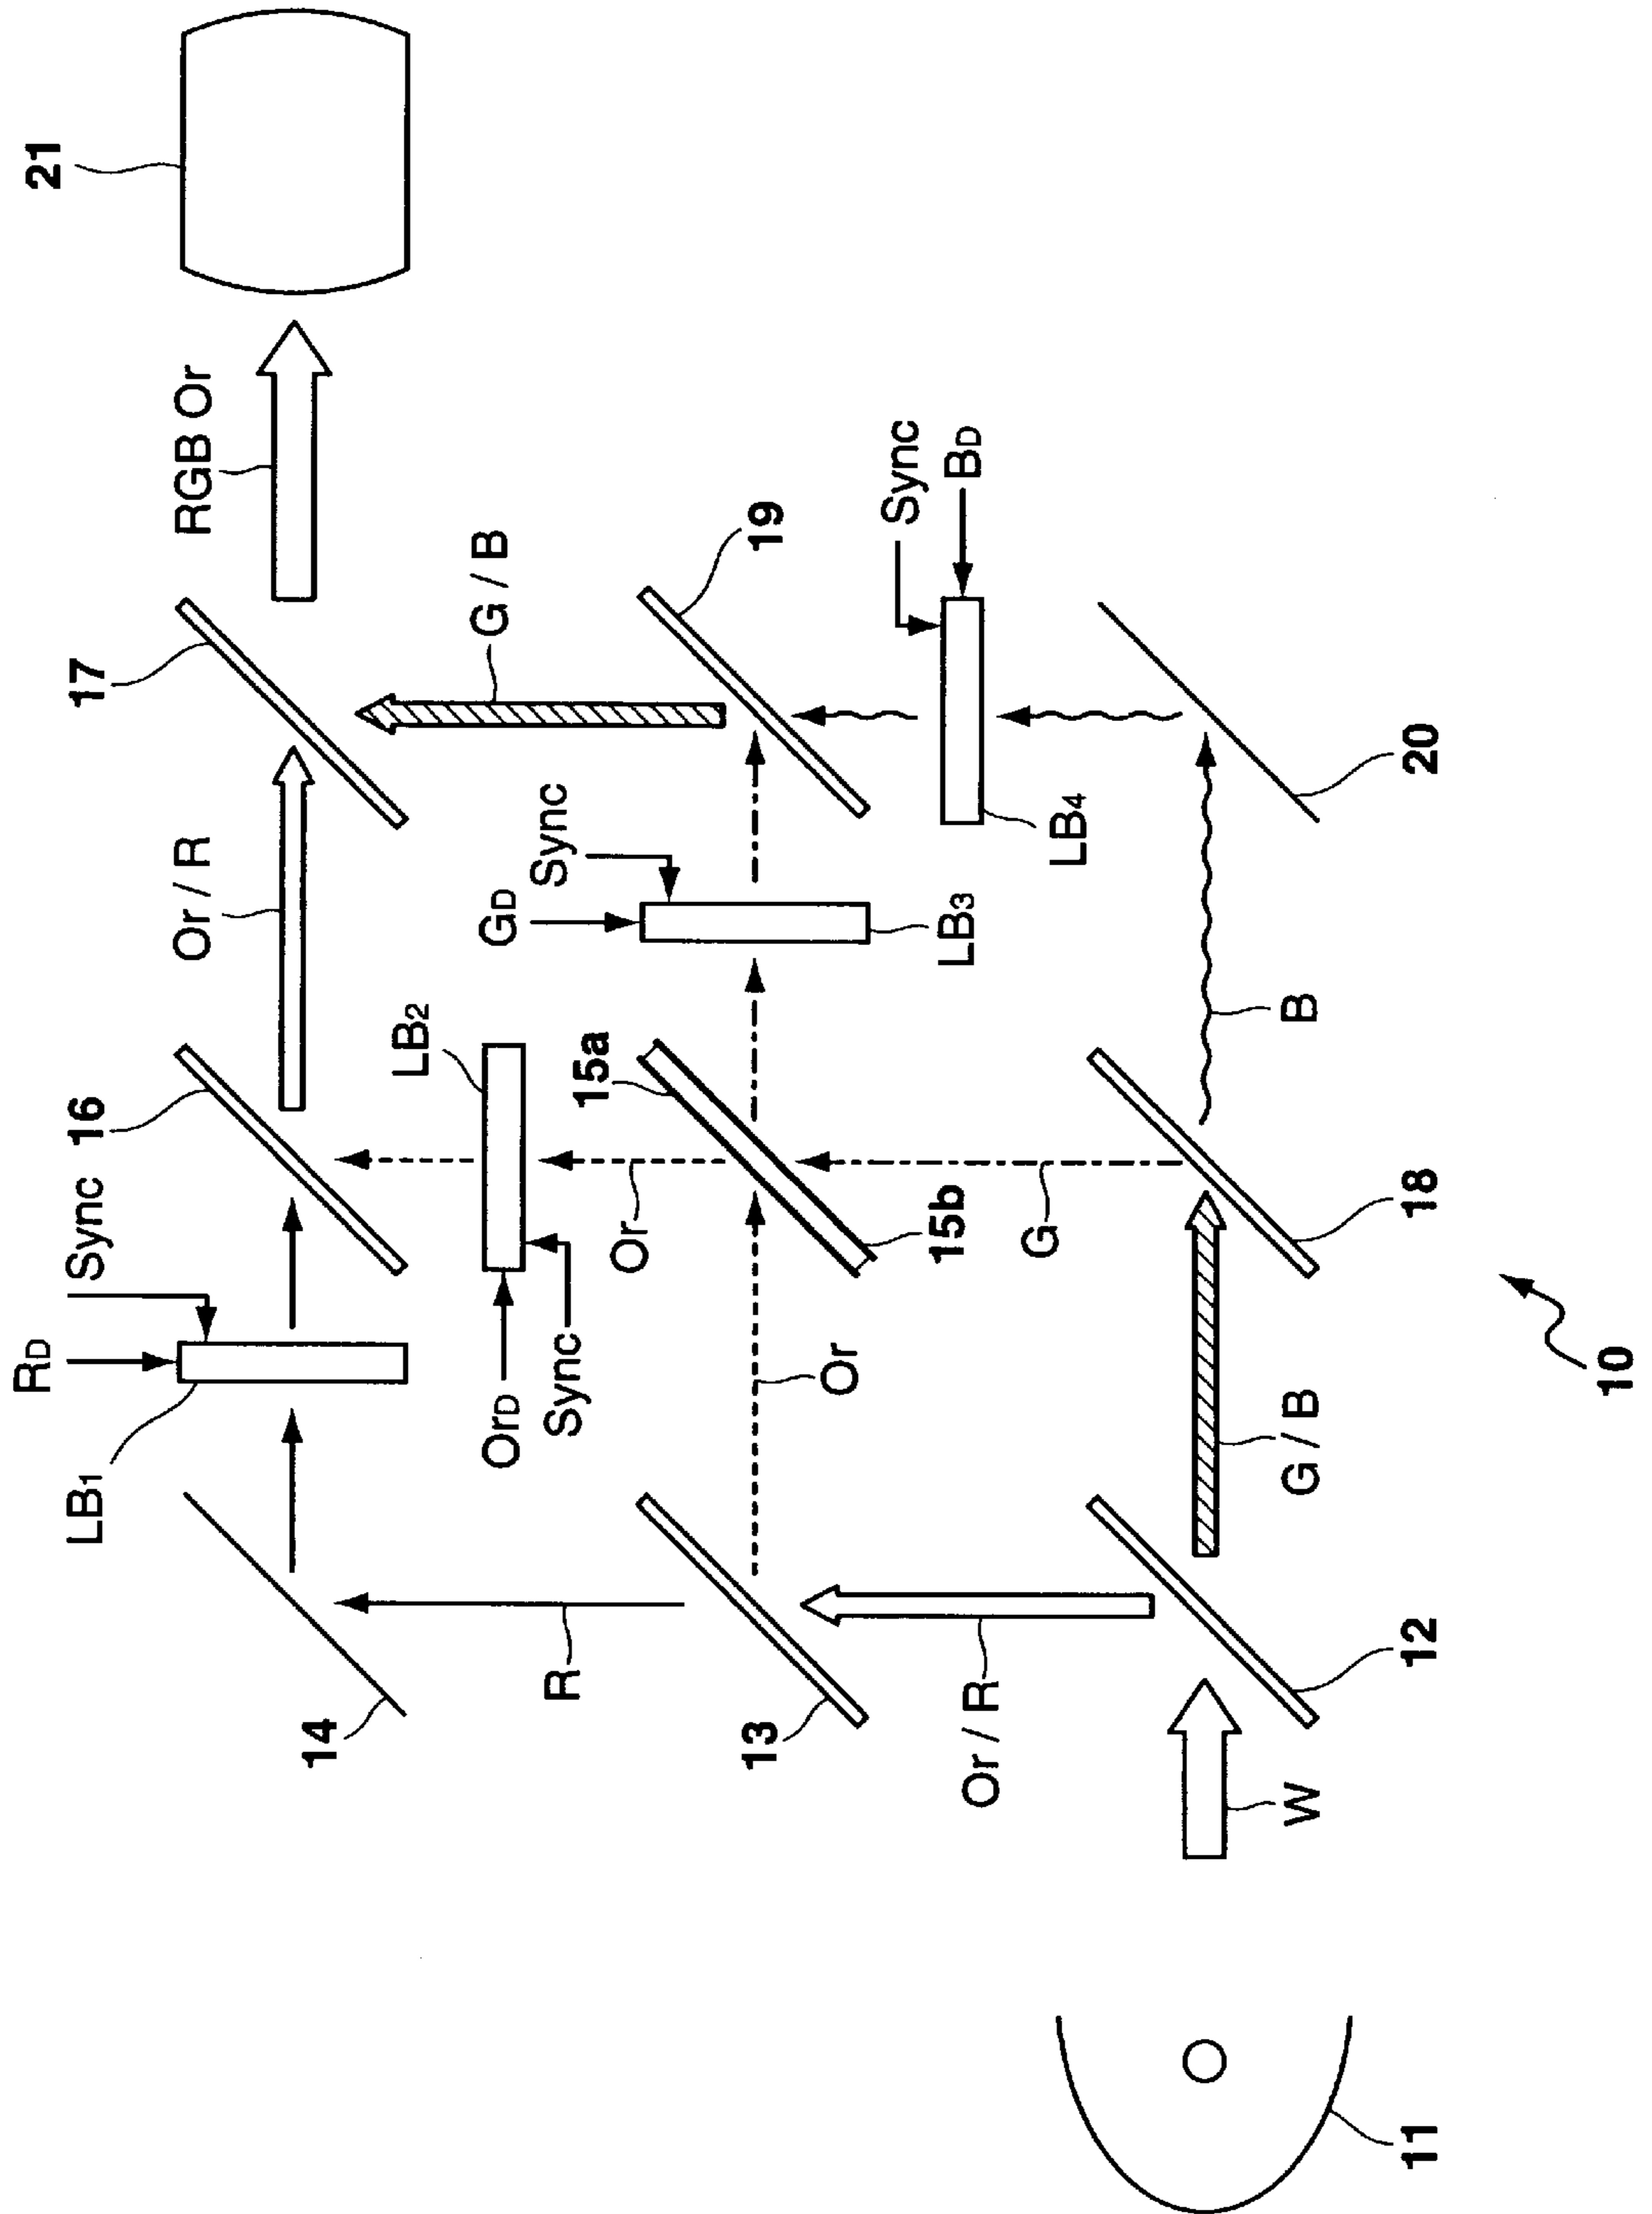 21
RGB Or
17
G / B
19
Sync
BD
Or / R
Sync
GD
LB4
20
16
LB2
15a
LB3
B
Sync
RD
Or
15b
G
18
LB1
OrD
Sync
Or
G / B
10
14
R
13
Or / R
12
W
11